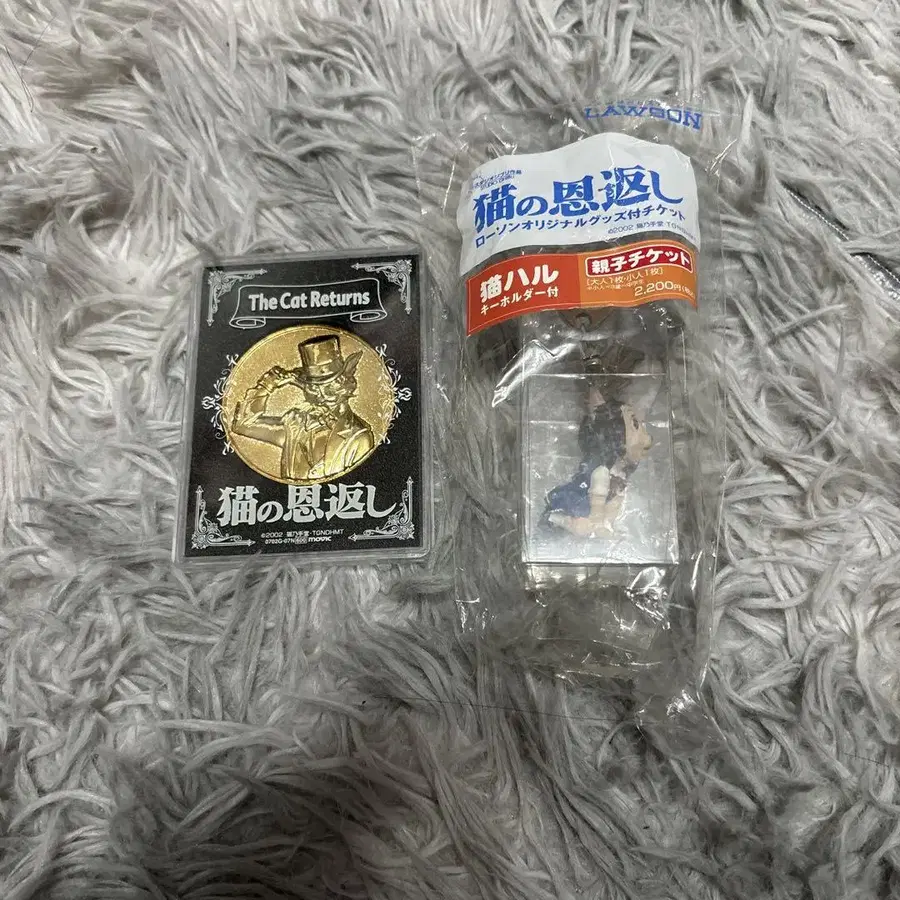 The Cat Returns
猫の恩返し
©2002 猫乃手堂・TGNDHMT
movic
LAWSON
猫の恩返し
ローソンオリジナルグッズ付チケット
©2002 猫乃手堂・TGNDHMT
猫ハル
キーホルダー付
親子チケット
[大人1枚・小人1枚]
2,200円